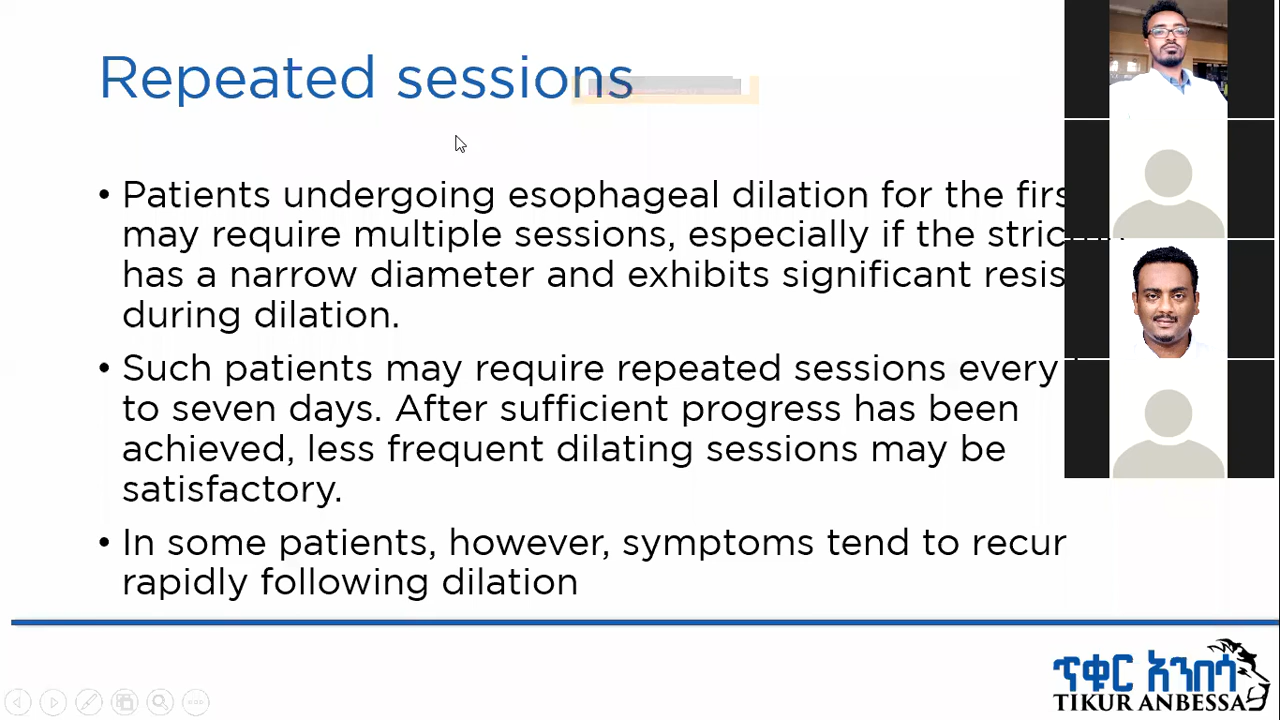 Repeated sessions
• Patients undergoing esophageal dilation for the
may require multiple sessions, especially if the
has a narrow diameter and exhibits significant
during dilation.
• Such patients may require repeated sessions every
to seven days. After sufficient progress has been
achieved, less frequent dilating sessions may be
satisfactory.
• In some patients, however, symptoms tend to recur
rapidly following dilation
ጥቁር አንበሳ
TIKUR ANBESSA